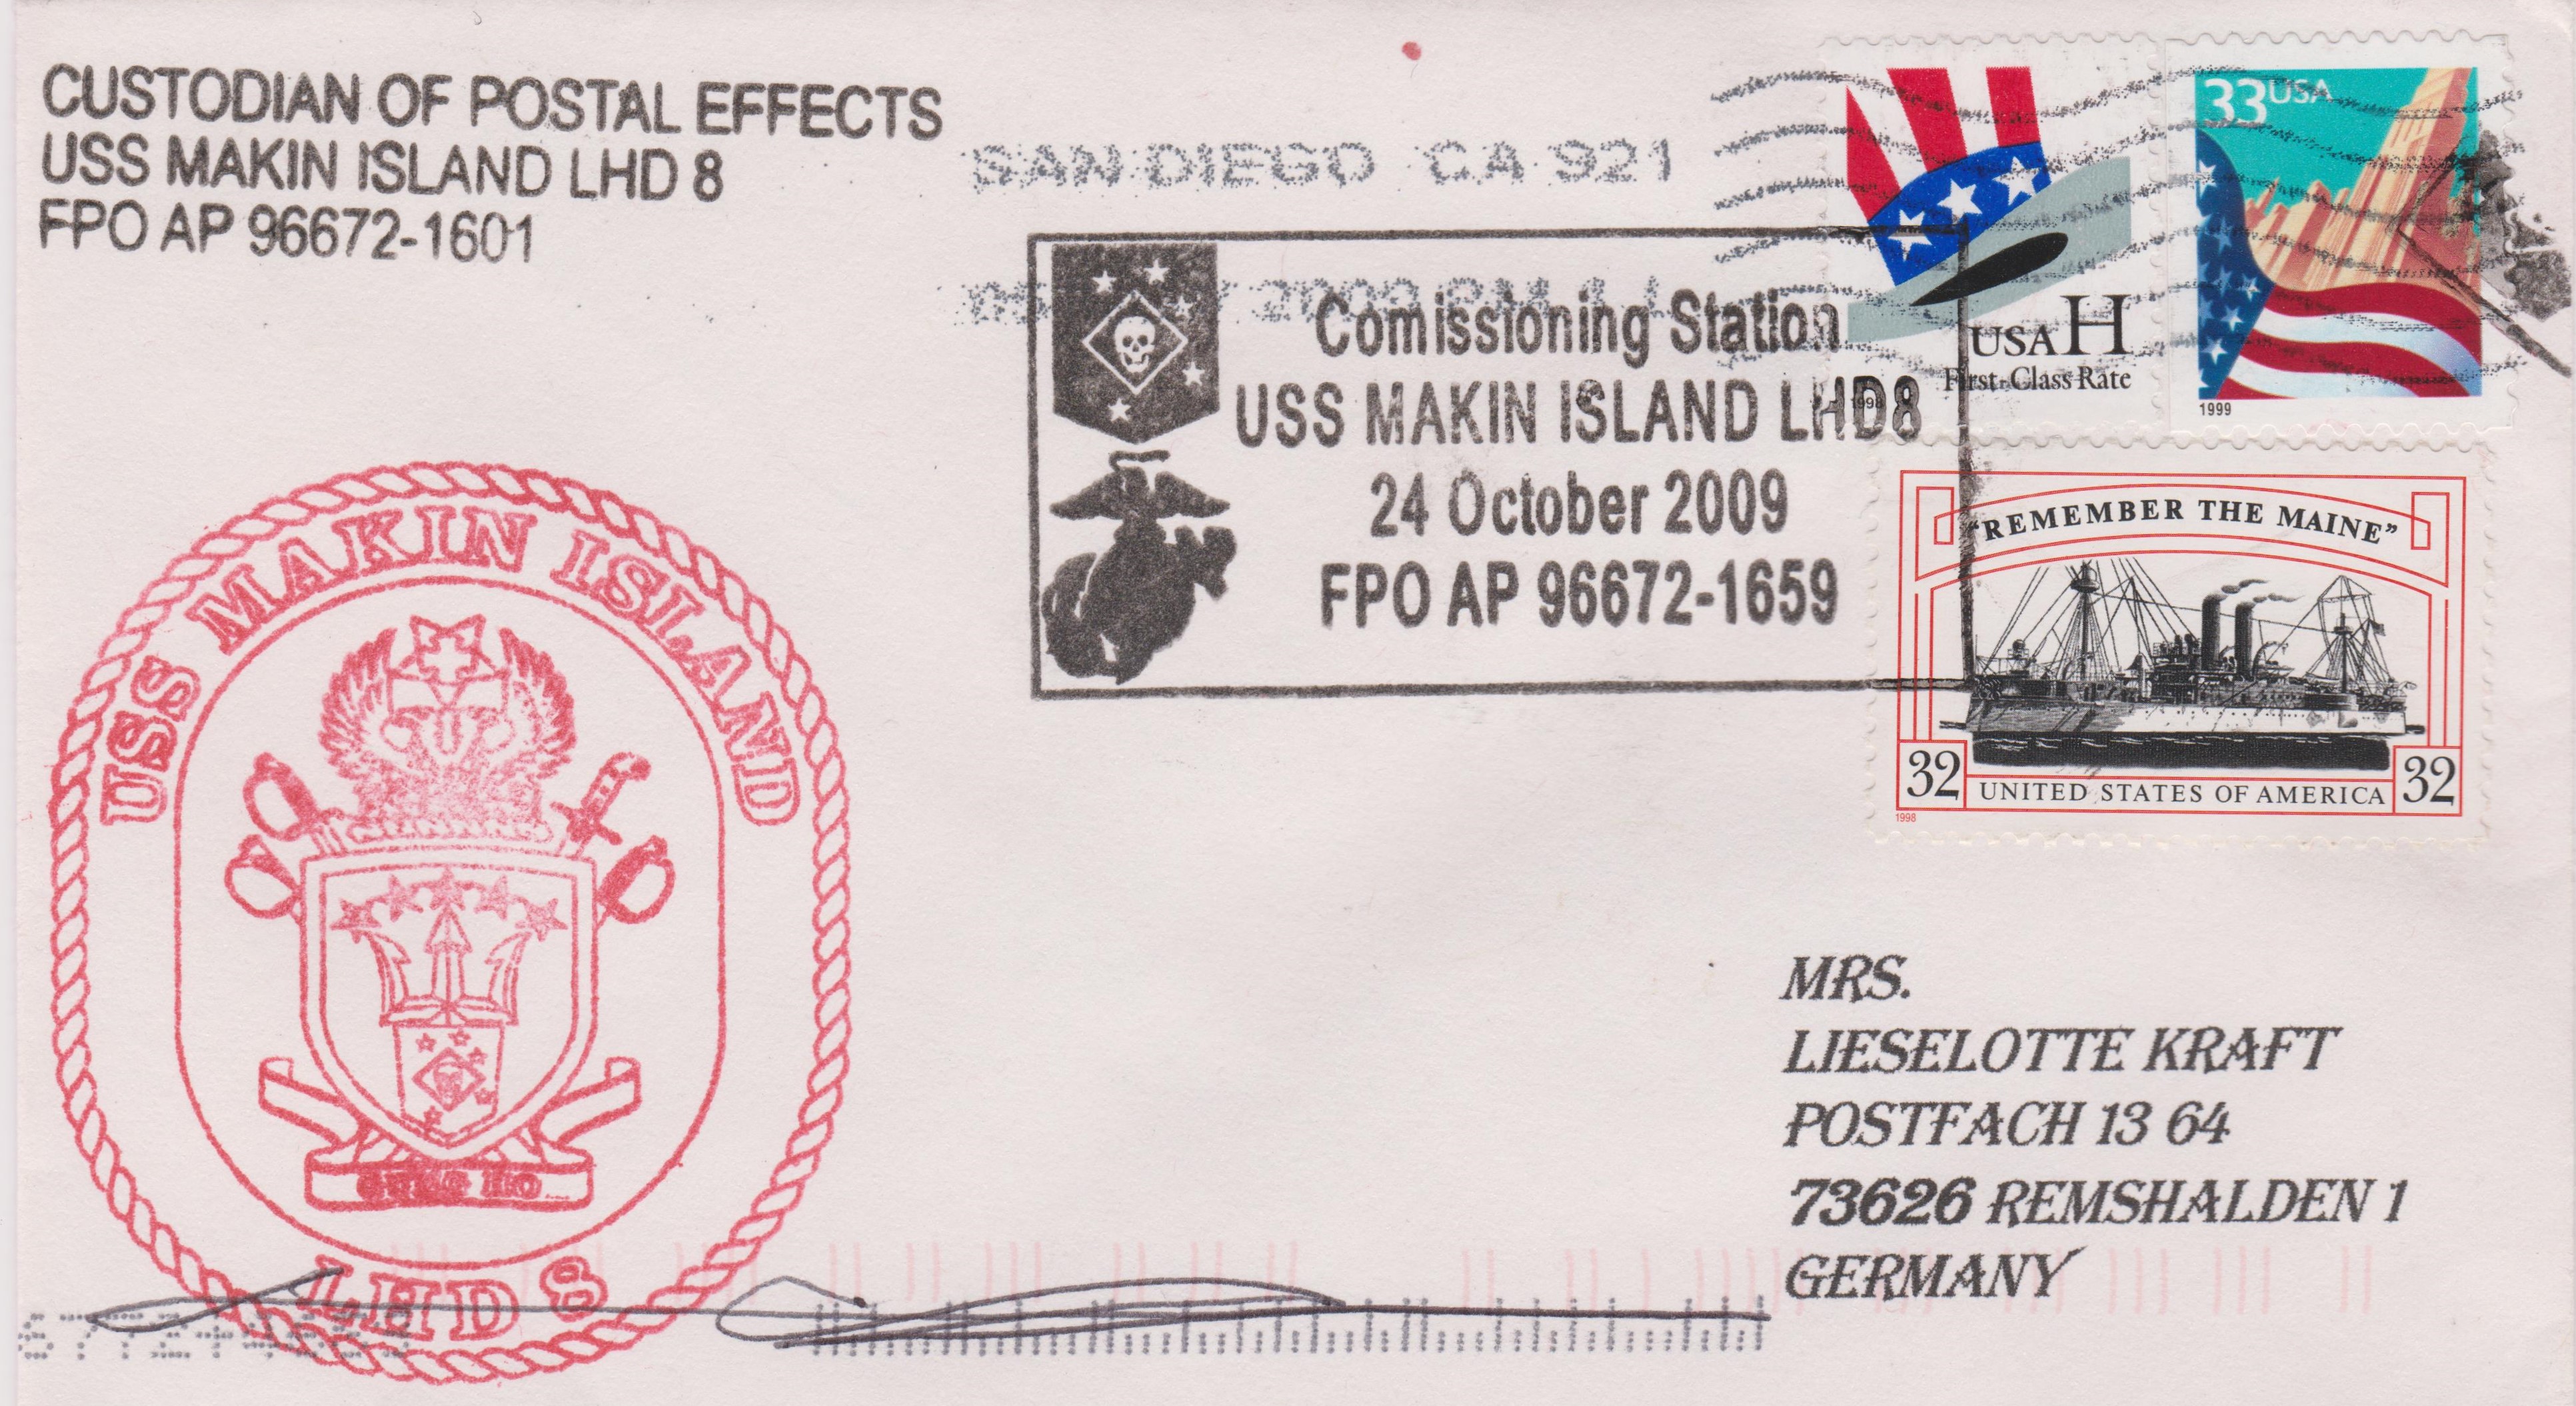 CUSTODIAN OF POSTAL EFFECTS
USS MAKIN ISLAND LHD 8
FPO AP 96672-1601
SAN DIEGO CA 921
33USA
1999
USA H
First-Class Rate
1998
Comissioning Station
USS MAKIN ISLAND LHD8
24 October 2009
FPO AP 96672-1659
"REMEMBER THE MAINE"
32 UNITED STATES OF AMERICA 32
1998
USS MAKIN ISLAND
GUNG HO
LHD 8
MRS.
LIESELOTTE KRAFT
POSTFACH 13 64
73626 REMSHALDEN 1
GERMANY